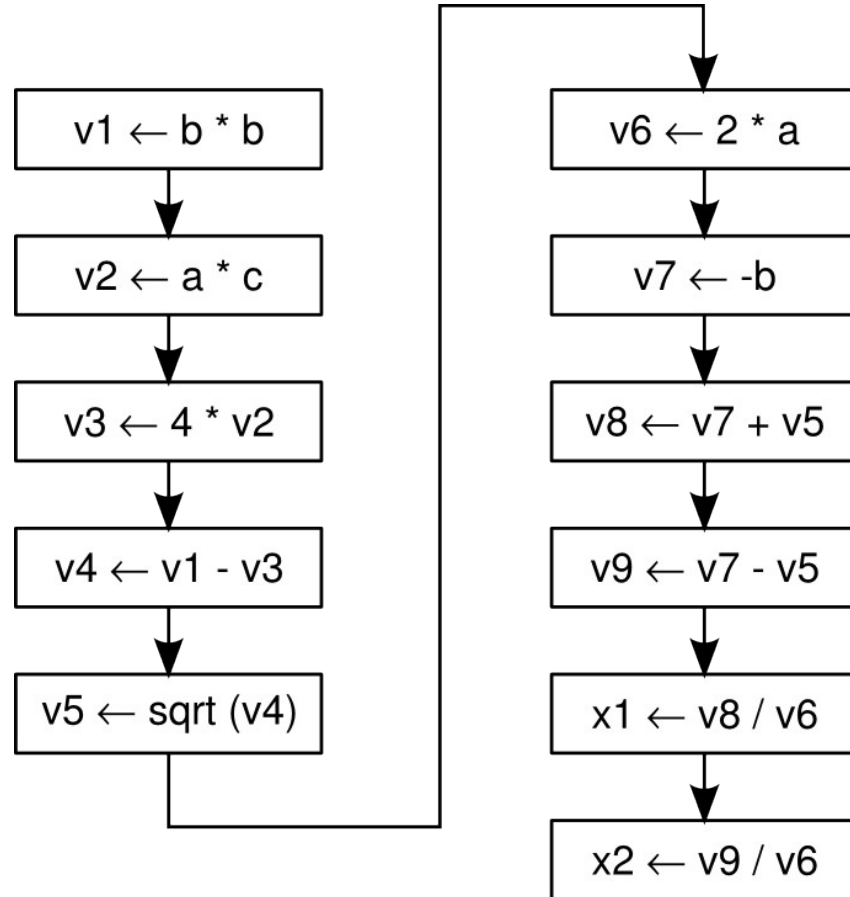 v1 ← b * b
v2 ← a * c
v3 ← 4 * v2
v4 ← v1 - v3
v5 ← sqrt (v4)
v6 ← 2 * a
v7 ← -b
v8 ← v7 + v5
v9 ← v7 - v5
x1 ← v8 / v6
x2 ← v9 / v6